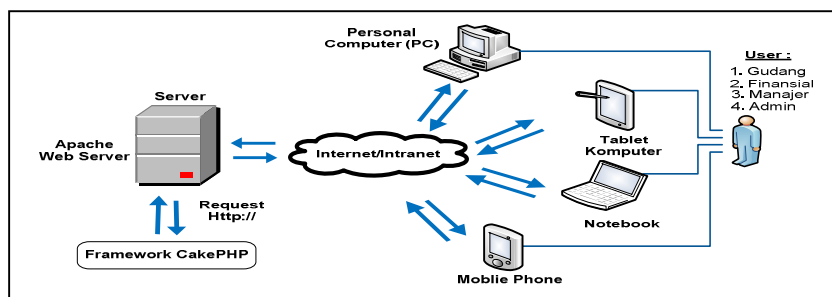 Server
Apache
Web Server
Request
Http://
Framework CakePHP
Internet/Intranet
Personal
Computer (PC)
Tablet
Komputer
Notebook
Moblie Phone
User :
1. Gudang
2. Finansial
3. Manajer
4. Admin